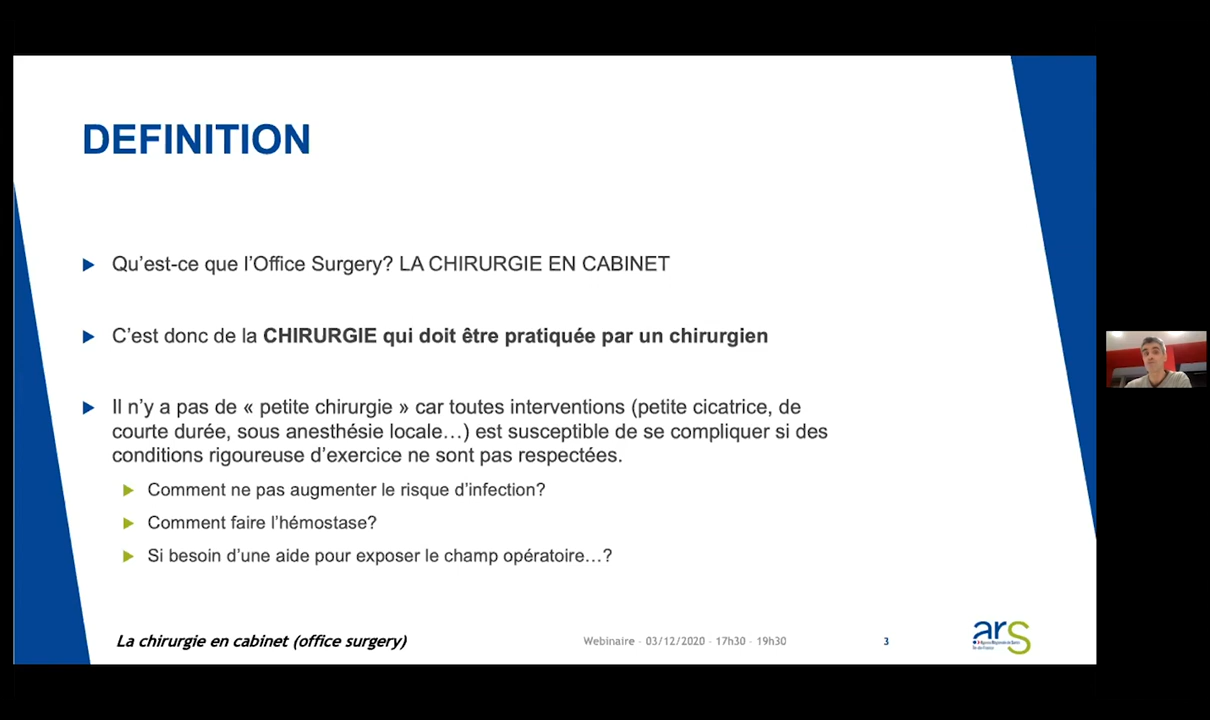 DEFINITION
Qu'est-ce que l'Office Surgery? LA CHIRURGIE EN CABINET
C'est donc de la CHIRURGIE qui doit être pratiquée par un chirurgien
Il n'y a pas de « petite chirurgie » car toutes interventions (petite cicatrice, de
courte durée, sous anesthésie locale…) est susceptible de se compliquer si des
conditions rigoureuse d'exercice ne sont pas respectées.
Comment ne pas augmenter le risque d'infection?
Comment faire l'hémostase?
Si besoin d'une aide pour exposer le champ opératoire…?
La chirurgie en cabinet (office surgery)
Webinaire - 03/12/2020 - 17h30 - 19h30
3
ars